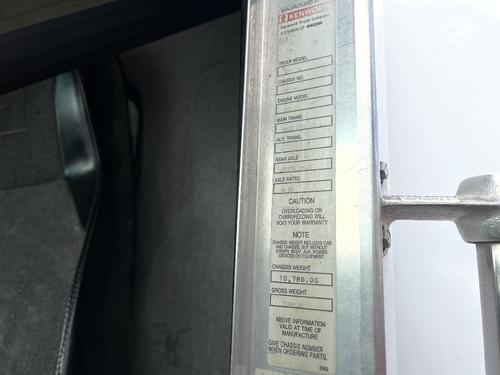 MANUFACTURED BY
KENWORTH
Kenworth Truck Company
A DIVISION OF PACCAR
TRUCK MODEL
CHASSIS NO.
ENGINE MODEL
MAIN TRANS.
AUX. TRANS.
REAR AXLE
AXLE RATIO
CAUTION
OVERLOADING OR
OVERSPEEDING WILL
VOID YOUR WARRANTY
NOTE
CHASSIS WEIGHT INCLUDES CAB
AND CHASSIS, BUT WITHOUT
DRIVER, BODY, AUX. POWER
DEVICES OR EQUIPMENT
CHASSIS WEIGHT
10,760.00
GROSS WEIGHT
ABOVE INFORMATION
VALID AT TIME OF
MANUFACTURE
GIVE CHASSIS NUMBER
WHEN ORDERING PARTS.